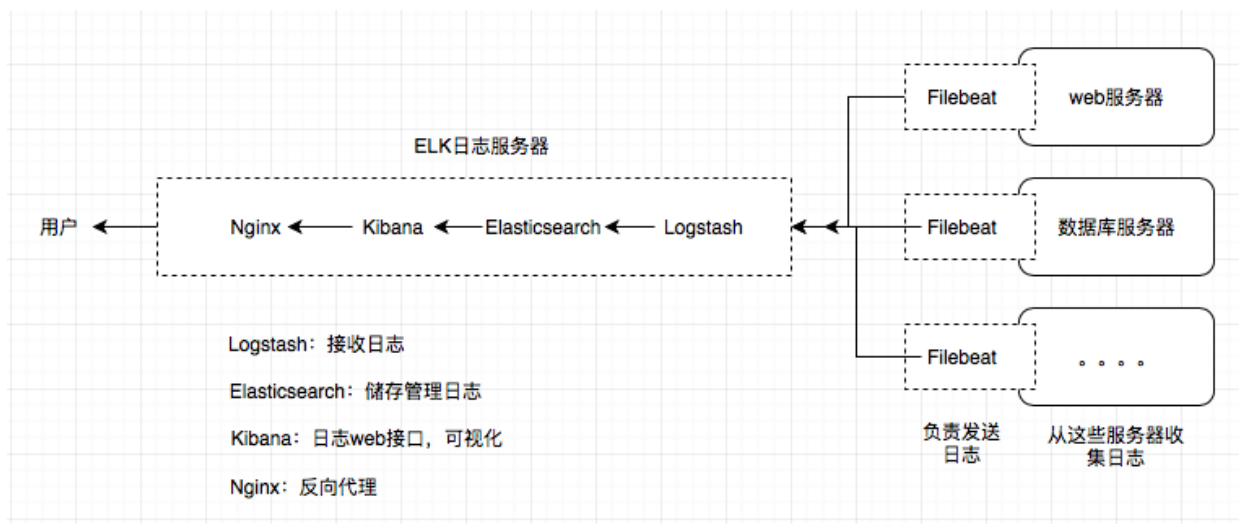 Filebeat
web服务器
ELK日志服务器
用户
Nginx
Kibana
Elasticsearch
Logstash
Filebeat
数据库服务器
Logstash：接收日志
Filebeat
。。。。
Elasticsearch：储存管理日志
Kibana：日志web接口，可视化
负责发送
日志
从这些服务器收
集日志
Nginx：反向代理